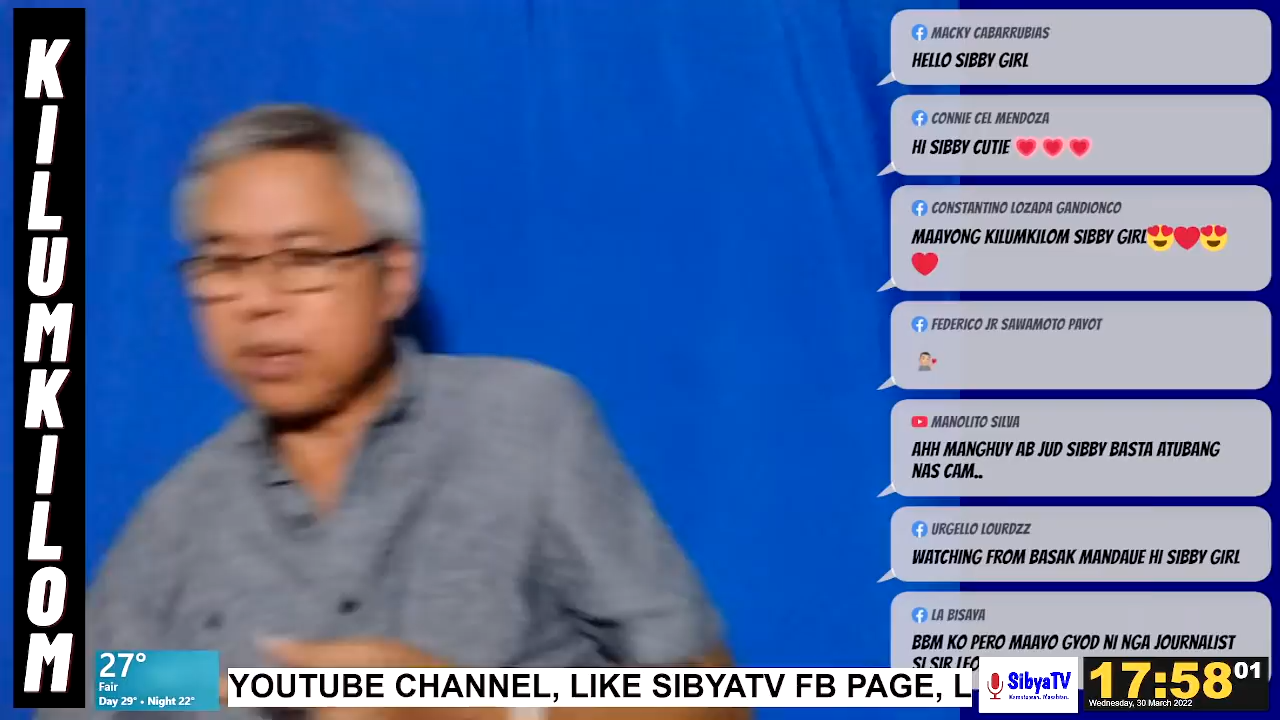 KILUMKILOM
MACKY CABARRUBIAS
HELLO SIBBY GIRL
CONNIE CEL MENDOZA
HI SIBBY CUTIE 💗 💗 💗
CONSTANTINO LOZADA GANDIONCO
MAAYONG KILUMKILOM SIBBY GIRL😍❤️😍
❤️
FEDERICO JR SAWAMOTO PAYOT
MANOLITO SILVA
AHH MANGHUY AB JUD SIBBY BASTA ATUBANG
NAS CAM..
URGELLO LOURDZZ
WATCHING FROM BASAK MANDAUE HI SIBBY GIRL
LA BISAYA
BBM KO PERO MAAYO GYOD NI NGA JOURNALIST
SI SIR LEO
27°
Fair
Day 29° • Night 22°
YOUTUBE CHANNEL, LIKE SIBYATV FB PAGE, L
SibyaTV
17:58 01
Wednesday, 30 March 2022